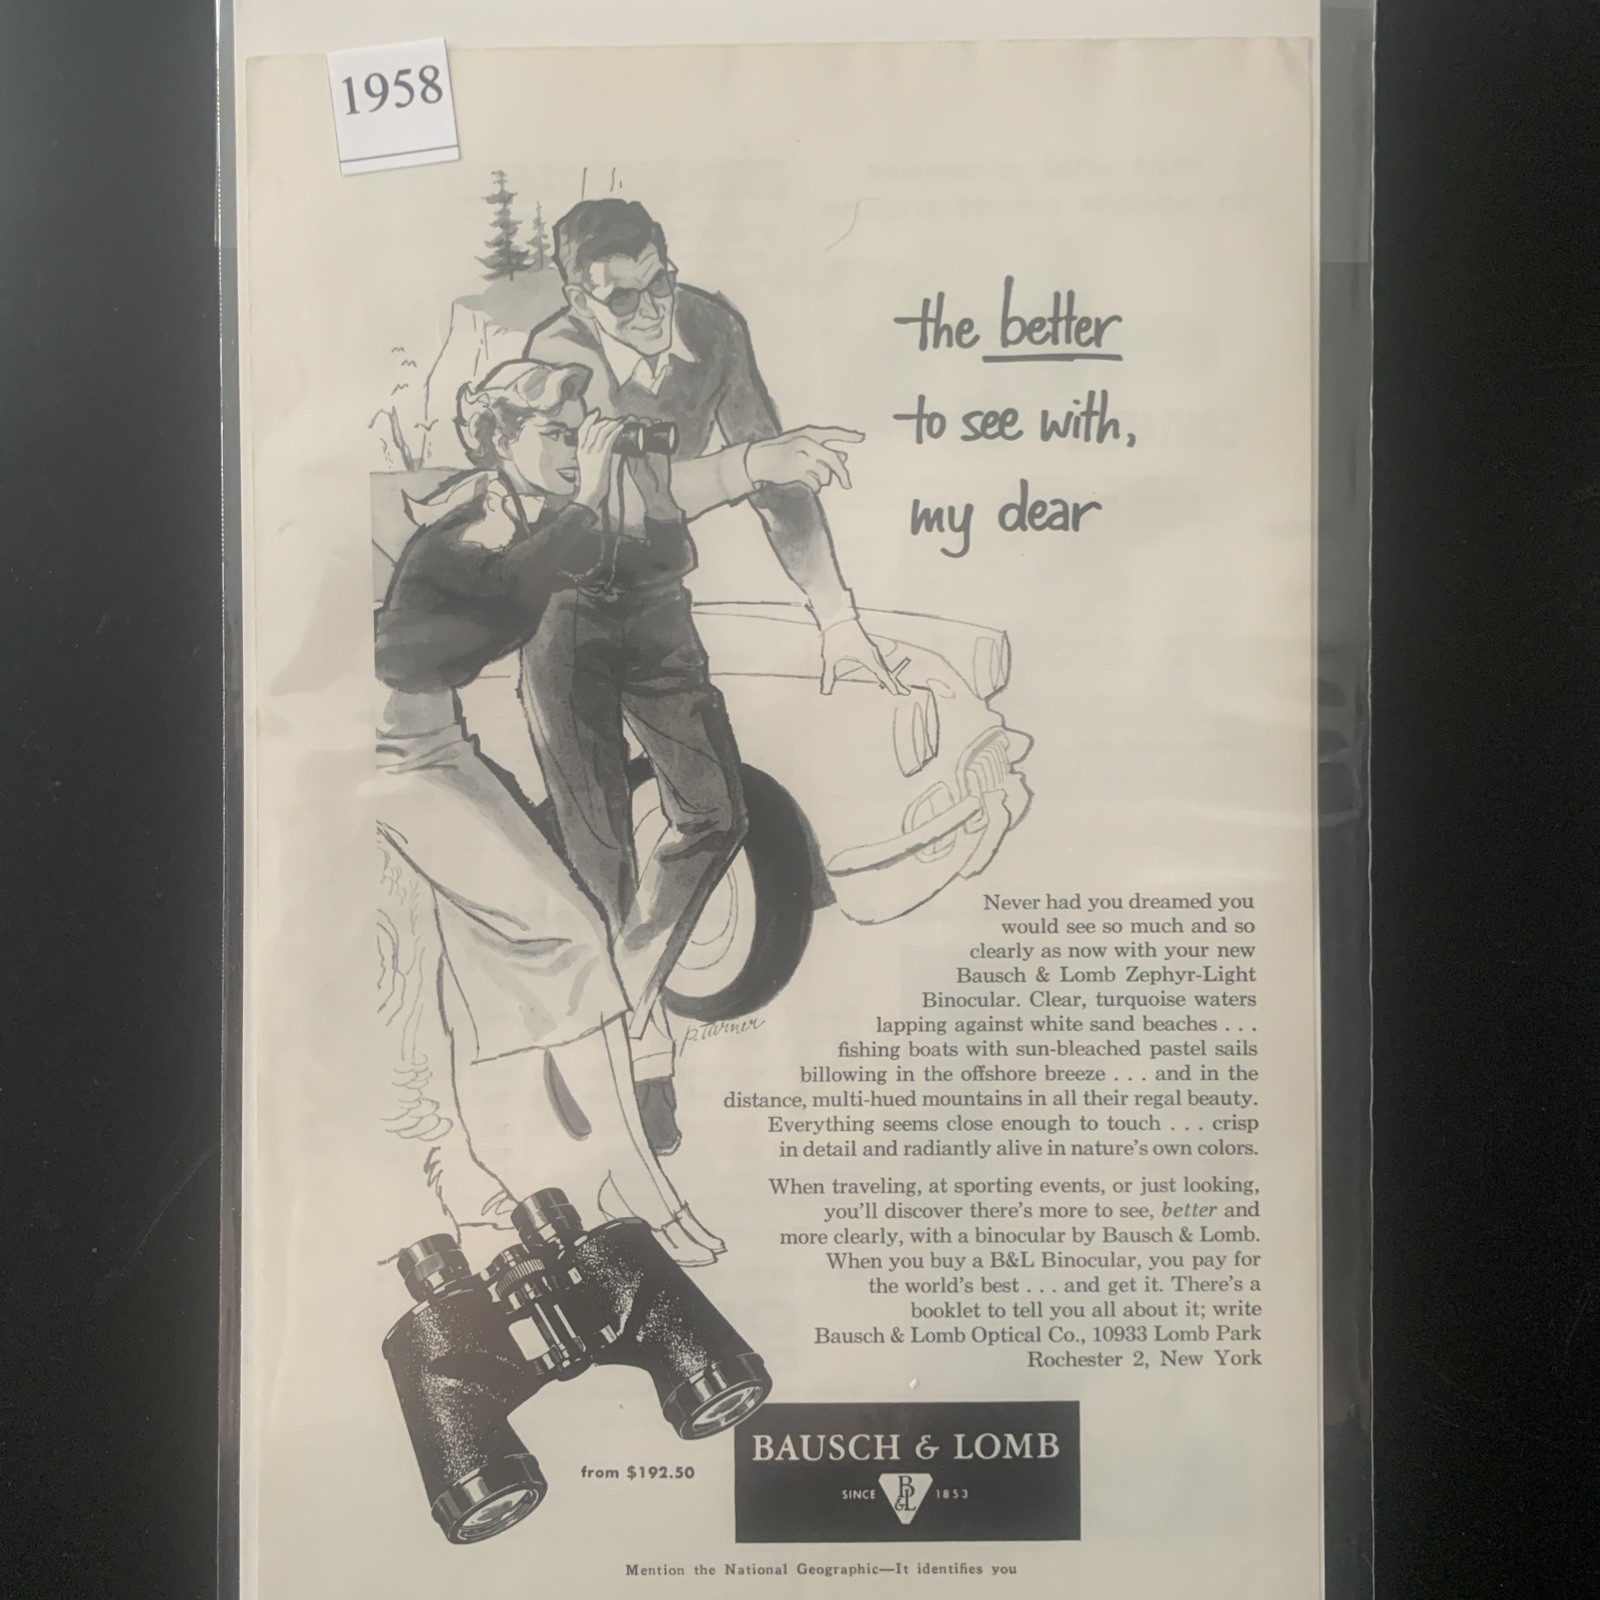 1958
the better
to see with,
my dear
P. Turner
Never had you dreamed you
would see so much and so
clearly as now with your new
Bausch & Lomb Zephyr-Light
Binocular. Clear, turquoise waters
lapping against white sand beaches . . .
fishing boats with sun-bleached pastel sails
billowing in the offshore breeze . . . and in the
distance, multi-hued mountains in all their regal beauty.
Everything seems close enough to touch . . . crisp
in detail and radiantly alive in nature's own colors.
When traveling, at sporting events, or just looking,
you'll discover there's more to see, better and
more clearly, with a binocular by Bausch & Lomb.
When you buy a B&L Binocular, you pay for
the world's best . . . and get it. There's a
booklet to tell you all about it; write
Bausch & Lomb Optical Co., 10933 Lomb Park
Rochester 2, New York
from $192.50
BAUSCH & LOMB
SINCE B&L 1853
Mention the National Geographic—It identifies you